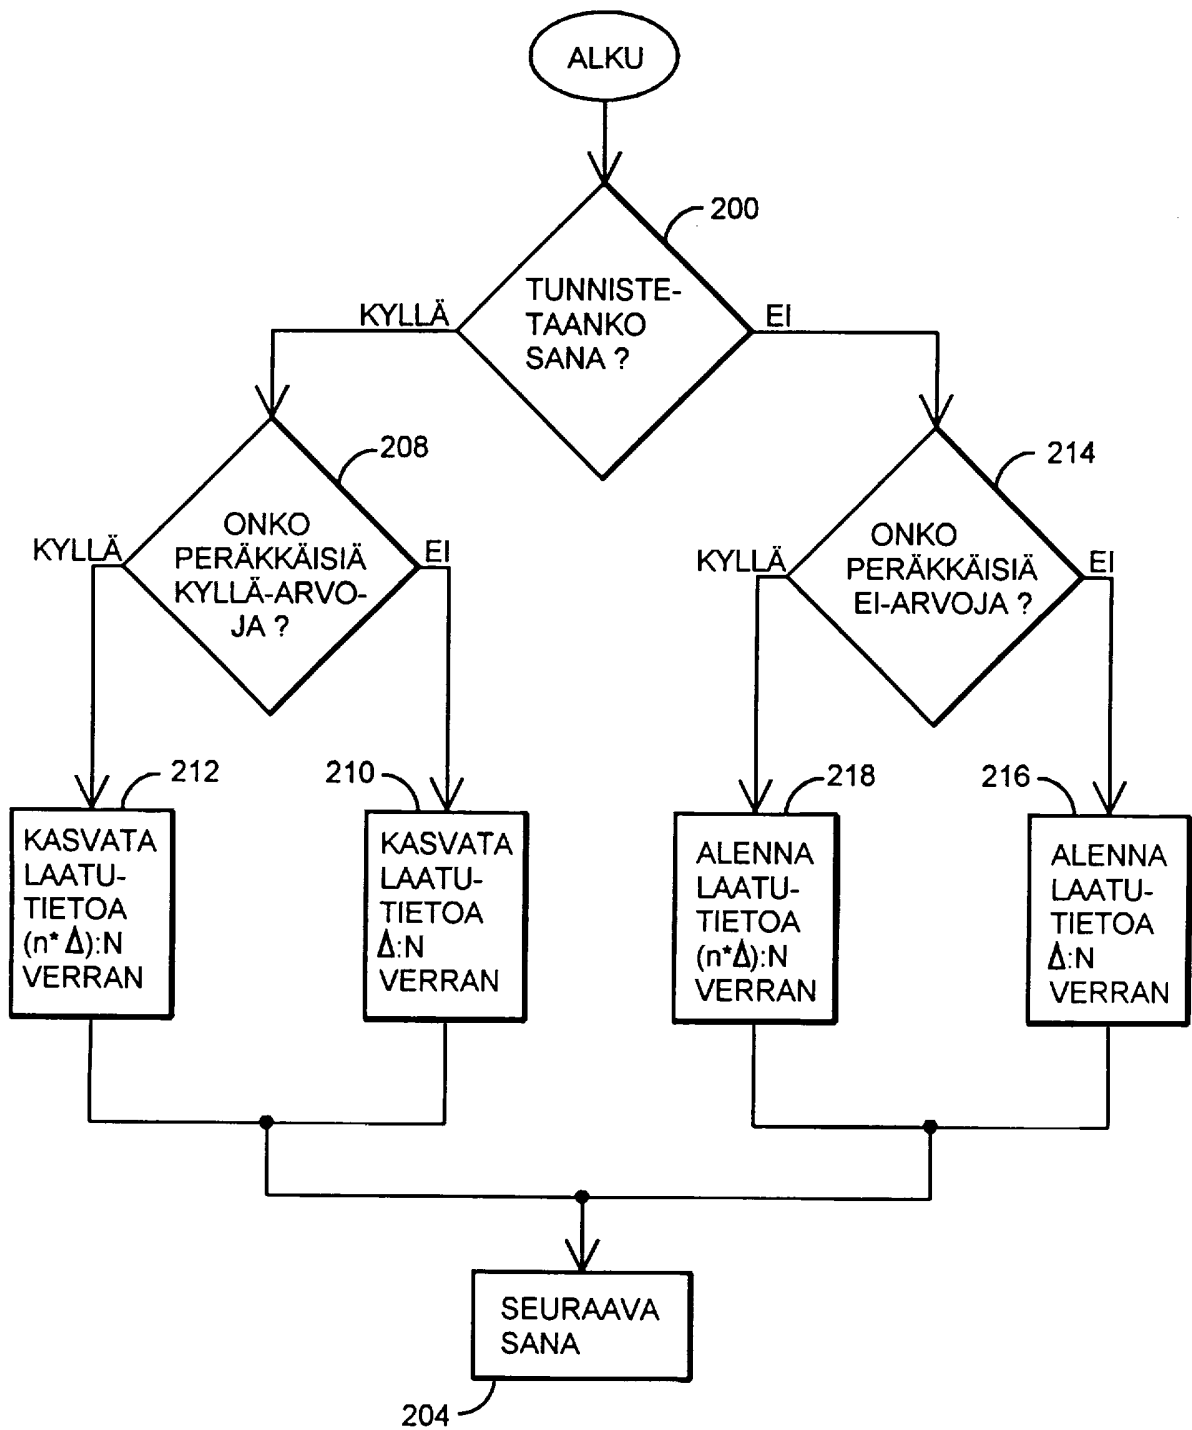 ALKU
200
TUNNISTE-
TAANKO
SANA ?
KYLLÄ
EI
208
ONKO
PERÄKKÄISIÄ
KYLLÄ-ARVO-
JA ?
KYLLÄ
EI
214
ONKO
PERÄKKÄISIÄ
EI-ARVOJA ?
KYLLÄ
EI
212
KASVATA
LAATU-
TIETOA
(n* Δ):N
VERRAN
210
KASVATA
LAATU-
TIETOA
Δ:N
VERRAN
218
ALENNA
LAATU-
TIETOA
(n*Δ):N
VERRAN
216
ALENNA
LAATU-
TIETOA
Δ:N
VERRAN
SEURAAVA
SANA
204